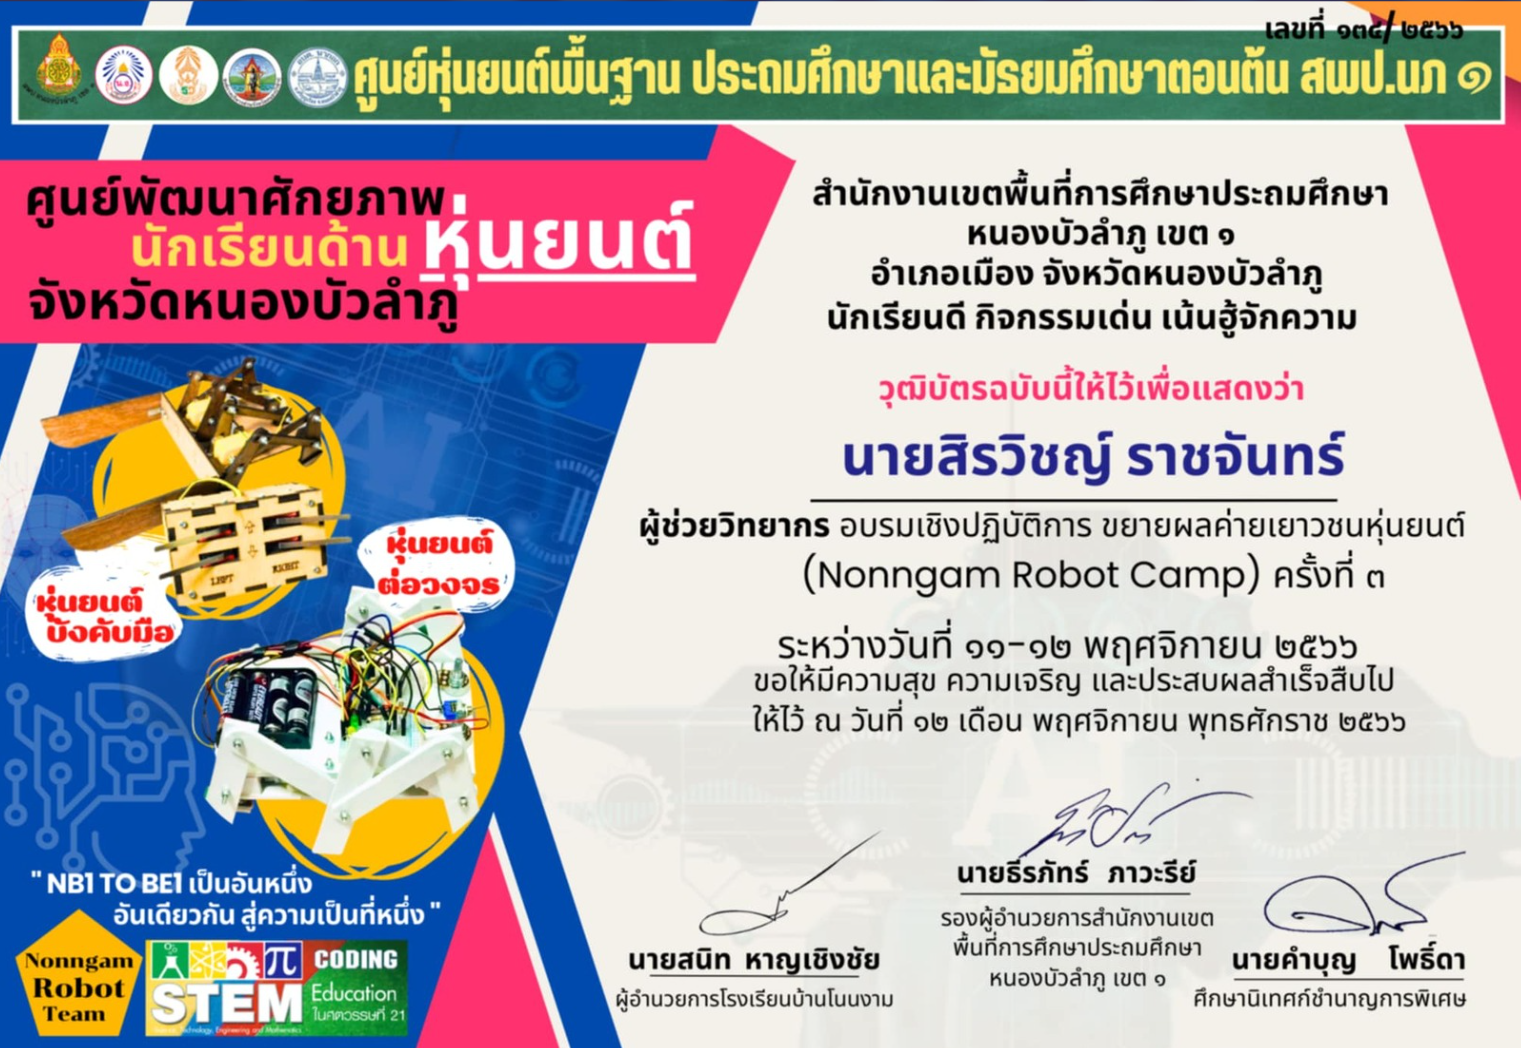 เลขที่ ๑๓๔/๒๕๖๖
ศูนย์หุ่นยนต์พื้นฐาน ประถมศึกษาและมัธยมศึกษาตอนต้น สพป.นภ ๑
ศูนย์พัฒนาศักยภาพ
นักเรียนด้าน หุ่นยนต์
จังหวัดหนองบัวลำภู
สำนักงานเขตพื้นที่การศึกษาประถมศึกษา
หนองบัวลำภู เขต ๑
อำเภอเมือง จังหวัดหนองบัวลำภู
นักเรียนดี กิจกรรมเด่น เน้นฮู้จักความ
วุฒิบัตรฉบับนี้ให้ไว้เพื่อแสดงว่า
นายสิรวิชญ์ ราชจันทร์
ผู้ช่วยวิทยากร อบรมเชิงปฏิบัติการ ขยายผลค่ายเยาวชนหุ่นยนต์
(Nonngam Robot Camp) ครั้งที่ ๓
ระหว่างวันที่ ๑๑-๑๒ พฤศจิกายน ๒๕๖๖
ขอให้มีความสุข ความเจริญ และประสบผลสำเร็จสืบไป
ให้ไว้ ณ วันที่ ๑๒ เดือน พฤศจิกายน พุทธศักราช ๒๕๖๖
LEFT
RIGHT
หุ่นยนต์
บังคับมือ
หุ่นยนต์
ต่อวงจร
" NB1 TO BE1 เป็นอันหนึ่ง
อันเดียวกัน สู่ความเป็นที่หนึ่ง "
Nonngam
Robot
Team
STEM
Science, Technology, Engineering and Mathematics
CODING
Education
ในศตวรรษที่ 21
นายสนิท หาญเชิงชัย
ผู้อำนวยการโรงเรียนบ้านโนนงาม
นายธีรภัทร์ ภาวะรีย์
รองผู้อำนวยการสำนักงานเขต
พื้นที่การศึกษาประถมศึกษา
หนองบัวลำภู เขต ๑
นายคำบุญ โพธิ์ดา
ศึกษานิเทศก์ชำนาญการพิเศษ